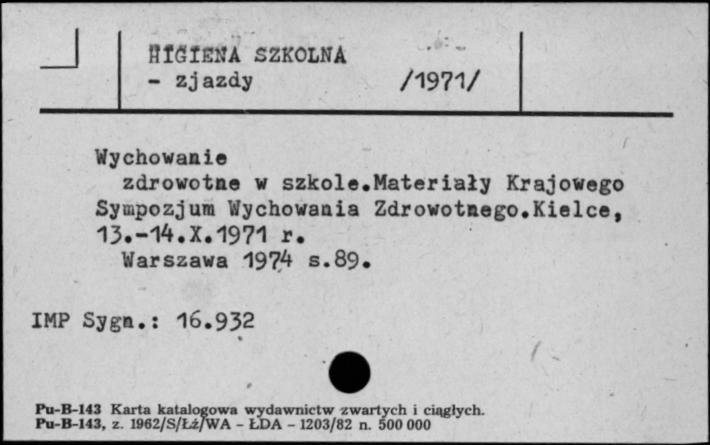 HIGIENA SZKOLNA
- zjazdy /1971/
Wychowanie
zdrowotne w szkole.Materiały Krajowego
Sympozjum Wychowania Zdrowotnego.Kielce,
13.-14.X.1971 r.
Warszawa 1974 s.89.
IMP Sygn.: 16.932
Pu-B-143 Karta katalogowa wydawnictw zwartych i ciągłych.
Pu-B-143, z. 1962/S/Łź/WA - ŁDA - 1203/82 n. 500 000